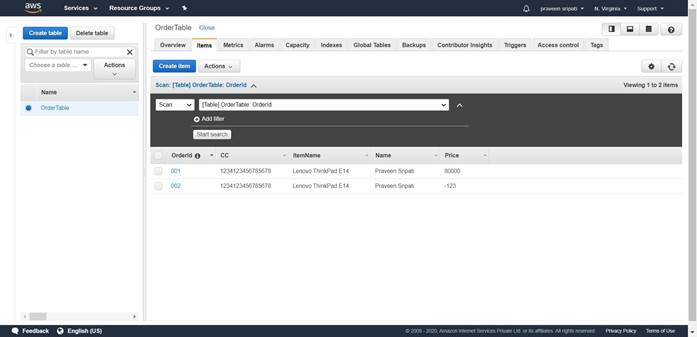 aws Services Resource Groups praveen sripati N. Virginia Support
Create table Delete table
Filter by table name
Choose a table ... Actions
Name
OrderTable
OrderTable Close
Overview Items Metrics Alarms Capacity Indexes Global Tables Backups Contributor Insights Triggers Access control Tags
Create item Actions
Scan: [Table] OrderTable: OrderId Viewing 1 to 2 items
Scan [Table] OrderTable OrderId
Add filter
Start search
OrderId CC ItemName Name Price
001 1234123456785678 Lenovo ThinkPad E14 Praveen Sripati 80000
002 1234123456785678 Lenovo ThinkPad E14 Praveen Sripati -123
Feedback English (US) © 2008 - 2020, Amazon Internet Services Private Ltd. or its affiliates. All rights reserved. Privacy Policy Terms of Use